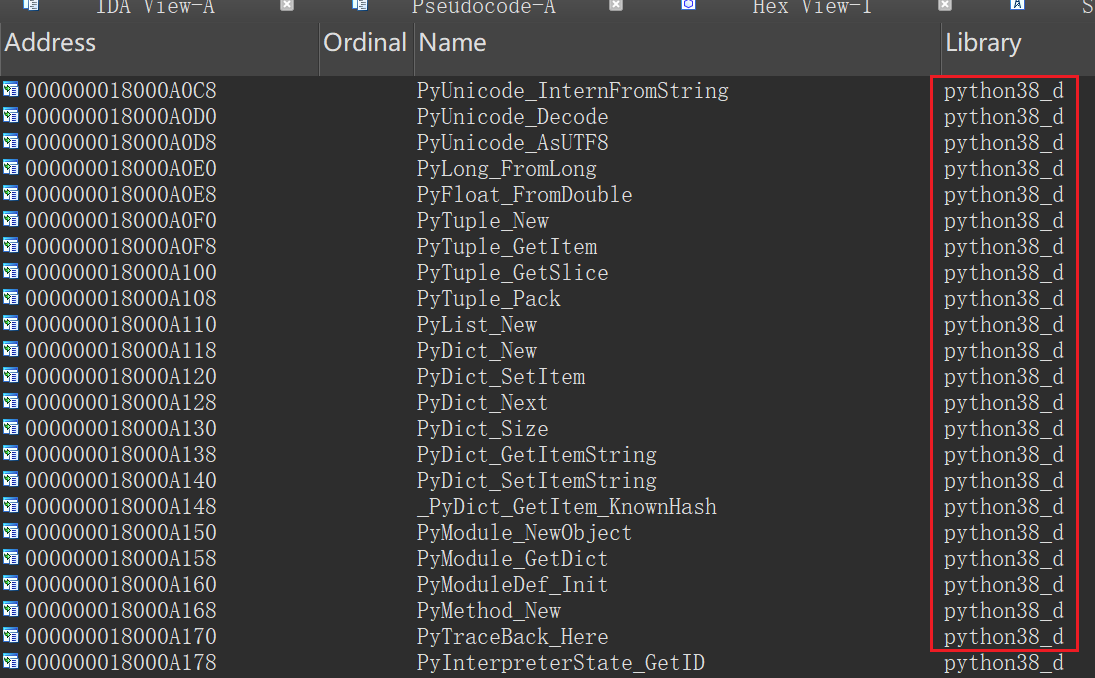 IDA View-A Pseudocode-A Hex View-1 S
Address Ordinal Name Library
000000018000A0C8 PyUnicode_InternFromString python38_d
000000018000A0D0 PyUnicode_Decode python38_d
000000018000A0D8 PyUnicode_AsUTF8 python38_d
000000018000A0E0 PyLong_FromLong python38_d
000000018000A0E8 PyFloat_FromDouble python38_d
000000018000A0F0 PyTuple_New python38_d
000000018000A0F8 PyTuple_GetItem python38_d
000000018000A100 PyTuple_GetSlice python38_d
000000018000A108 PyTuple_Pack python38_d
000000018000A110 PyList_New python38_d
000000018000A118 PyDict_New python38_d
000000018000A120 PyDict_SetItem python38_d
000000018000A128 PyDict_Next python38_d
000000018000A130 PyDict_Size python38_d
000000018000A138 PyDict_GetItemString python38_d
000000018000A140 PyDict_SetItemString python38_d
000000018000A148 _PyDict_GetItem_KnownHash python38_d
000000018000A150 PyModule_NewObject python38_d
000000018000A158 PyModule_GetDict python38_d
000000018000A160 PyModuleDef_Init python38_d
000000018000A168 PyMethod_New python38_d
000000018000A170 PyTraceBack_Here python38_d
000000018000A178 PyInterpreterState_GetID python38_d